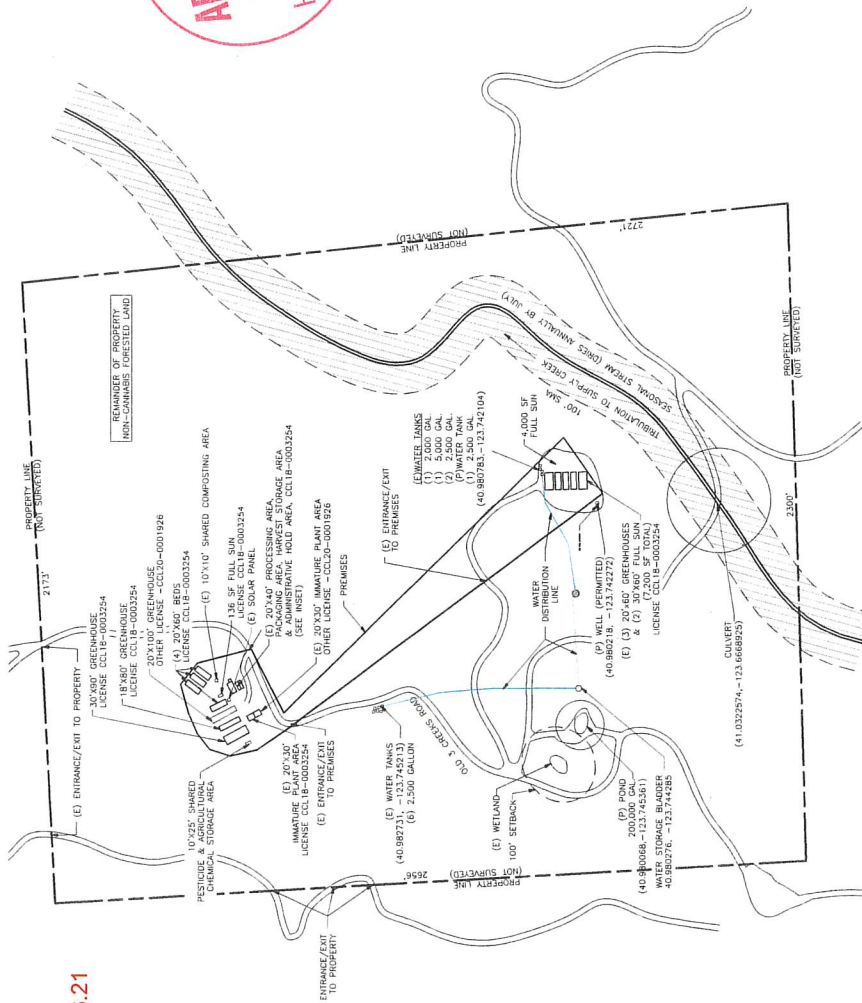 AP
H
5.21
PROPERTY LINE
(NOT SURVEYED)
2173'
REMAINDER OF PROPERTY
NON-CANNABIS FORESTED LAND
(E) ENTRANCE/EXIT TO PROPERTY
30'X90' GREENHOUSE
LICENSE CCL18-0003254
18'X80' GREENHOUSE
LICENSE CCL18-0003254
20'X100' GREENHOUSE
OTHER LICENSE -CCL20-0001926
(4) 20'X60' BEDS
LICENSE CCL18-0003254
(E) 10'X10' SHARED COMPOSTING AREA
136 SF FULL SUN
LICENSE CCL18-0003254
(E) SOLAR PANEL
(E) 20'X40' PROCESSING AREA,
PACKAGING AREA, HARVEST STORAGE AREA
& ADMINISTRATIVE HOLD AREA, CCL18-0003254
(SEE INSET)
(E) 20'X30' IMMATURE PLANT AREA
OTHER LICENSE -CCL20-0001926
PREMISES
10'X25' SHARED
PESTICIDE & AGRICULTURAL
CHEMICAL STORAGE AREA
(E) 20'X30'
IMMATURE PLANT AREA
LICENSE CCL18-0003254
(E) ENTRANCE/EXIT
TO PREMISES
ENTRANCE/EXIT
TO PROPERTY
PROPERTY LINE
(NOT SURVEYED)
2656'
(E) WATER TANKS
(40.982731, -123.745213)
(6) 2,500 GALLON
OLD 3 CREEKS ROAD
(E) WETLAND
100' SETBACK
(P) POND
200,000 GAL.
(40.980068,-123.745361)
WATER STORAGE BLADDER
40.980276, -123.744285
WATER
DISTRIBUTION
LINE
(E) ENTRANCE/EXIT
TO PREMISES
(E)WATER TANKS
(1) 2,000 GAL.
(1) 5,000 GAL.
(2) 2,500 GAL.
(P)WATER TANK
(1) 2,500 GAL.
(40.980783,-123.742104)
4,000 SF
FULL SUN
(P) WELL (PERMITTED)
(40.980218, -123.742272)
(E) (3) 20'x60' GREENHOUSES
& (2) 30'X60' FULL SUN
(7,200 SF TOTAL)
LICENSE CCL18-0003254
100' SMA
TRIBULATION TO SUPPLY CREEK
SEASONAL STREAM (DRIES ANNUALLY BY JULY)
PROPERTY LINE
(NOT SURVEYED)
2721'
CULVERT
(41.0322574,-123.6668925)
2300'
PROPERTY LINE
(NOT SURVEYED)